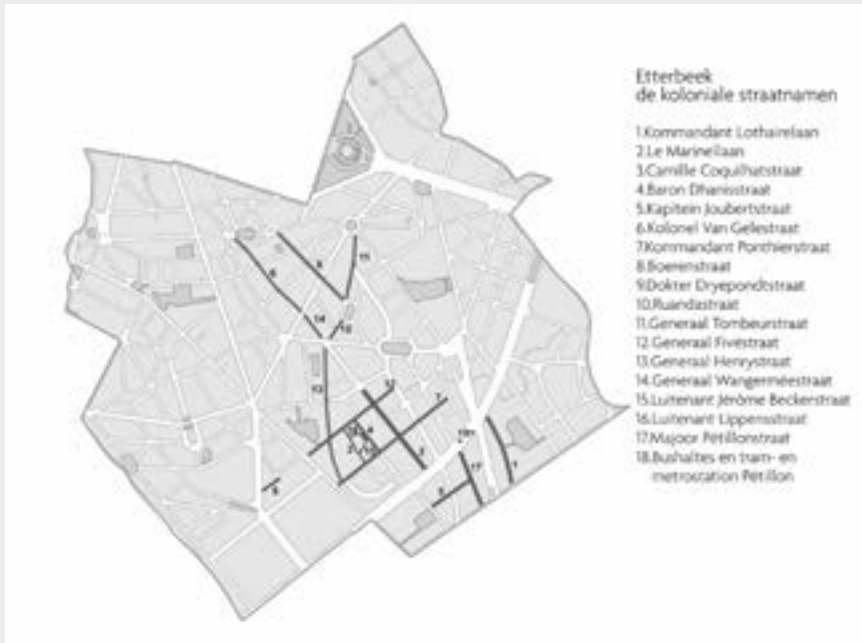 Etterbeek
de koloniale straatnamen
1.Kommandant Lothairelaan
2.Le Marinellaan
3.Camille Coquilhatstraat
4.Baron Dhanisstraat
5.Kapitein Joubertstraat
6.Kolonel Van Gelestraat
7.Kommandant Ponthierstraat
8.Boerenstraat
9.Dokter Dryepondtstraat
10.Ruandastraat
11.Generaal Tombeurstraat
12.Generaal Fivéstraat
13.Generaal Henrystraat
14.Generaal Wangerméestraat
15.Luitenant Jérôme Beckerstraat
16.Luitenant Lippensstraat
17.Majoor Pétillonstraat
18.Bushaltes en tram- en
metrostation Pétillon